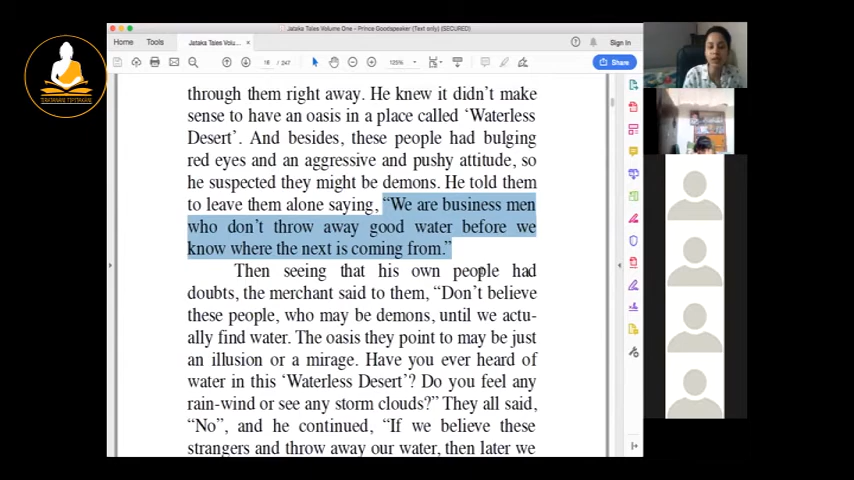 Jataka Tales Volume One - Prince Goodspeaker (Text only) (SECURED)
Home Tools Jataka Tales Volu... × Sign In
18 / 247 125% Share
through them right away. He knew it didn't make
sense to have an oasis in a place called ‘Waterless
Desert’. And besides, these people had bulging
red eyes and an aggressive and pushy attitude, so
he suspected they might be demons. He told them
to leave them alone saying, “We are business men
who don’t throw away good water before we
know where the next is coming from.”
Then seeing that his own people had
doubts, the merchant said to them, “Don’t believe
these people, who may be demons, until we actu-
ally find water. The oasis they point to may be just
an illusion or a mirage. Have you ever heard of
water in this ‘Waterless Desert’? Do you feel any
rain-wind or see any storm clouds?” They all said,
“No”, and he continued, “If we believe these
strangers and throw away our water, then later we